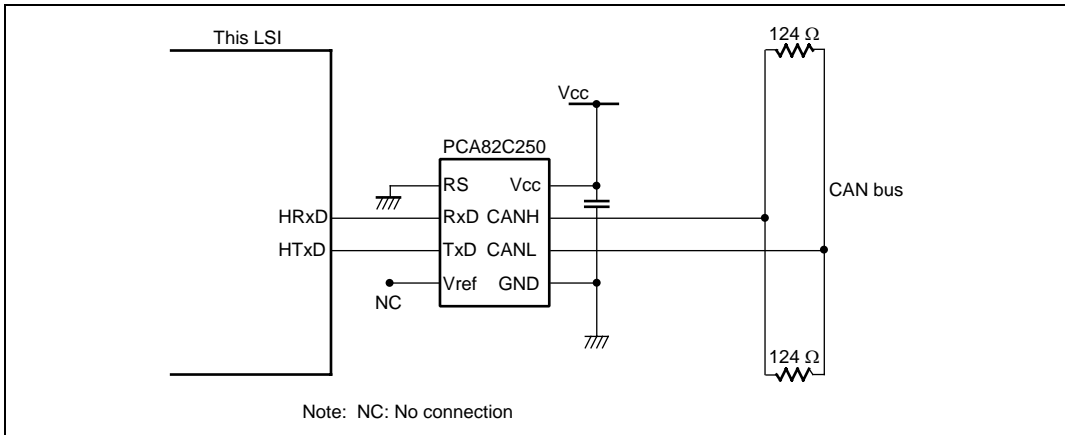 This LSI
124 Ω
Vcc
PCA82C250
RS
Vcc
HRxD
RxD
CANH
CAN bus
HTxD
TxD
CANL
Vref
GND
NC
124 Ω
Note: NC: No connection